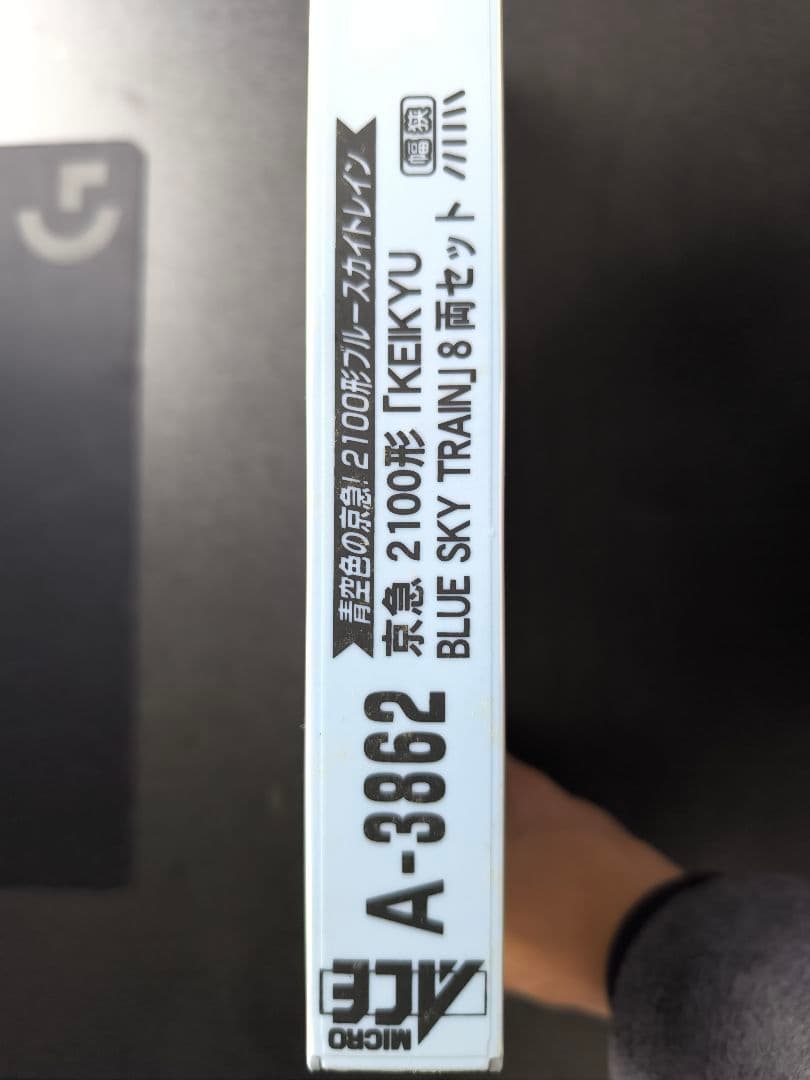 MICRO ACE
A-3862
青空色の京急!2100形ブルースカイトレイン
京急 2100形「KEIKYU
BLUE SKY TRAIN」8両セット
幅狭
G